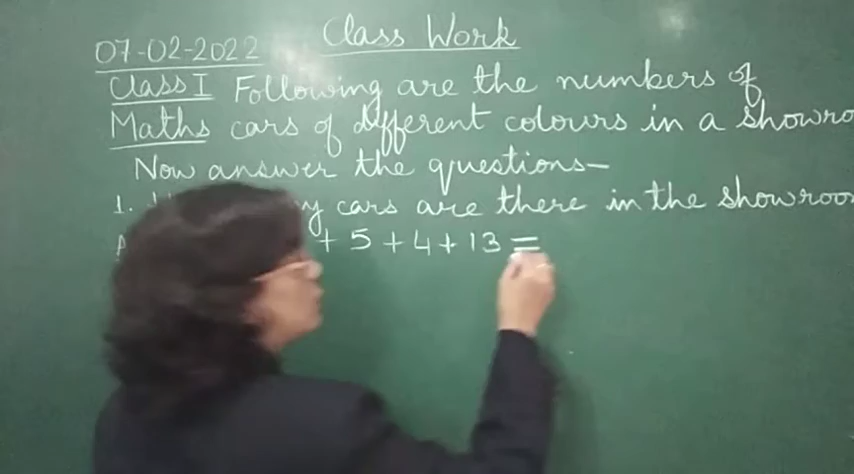 07-02-2022 Class Work
Class I Following are the numbers of
Maths cars of different colours in a showro
Now answer the questions—
1. cars are there in the showroo
+ 5 + 4 + 13 =